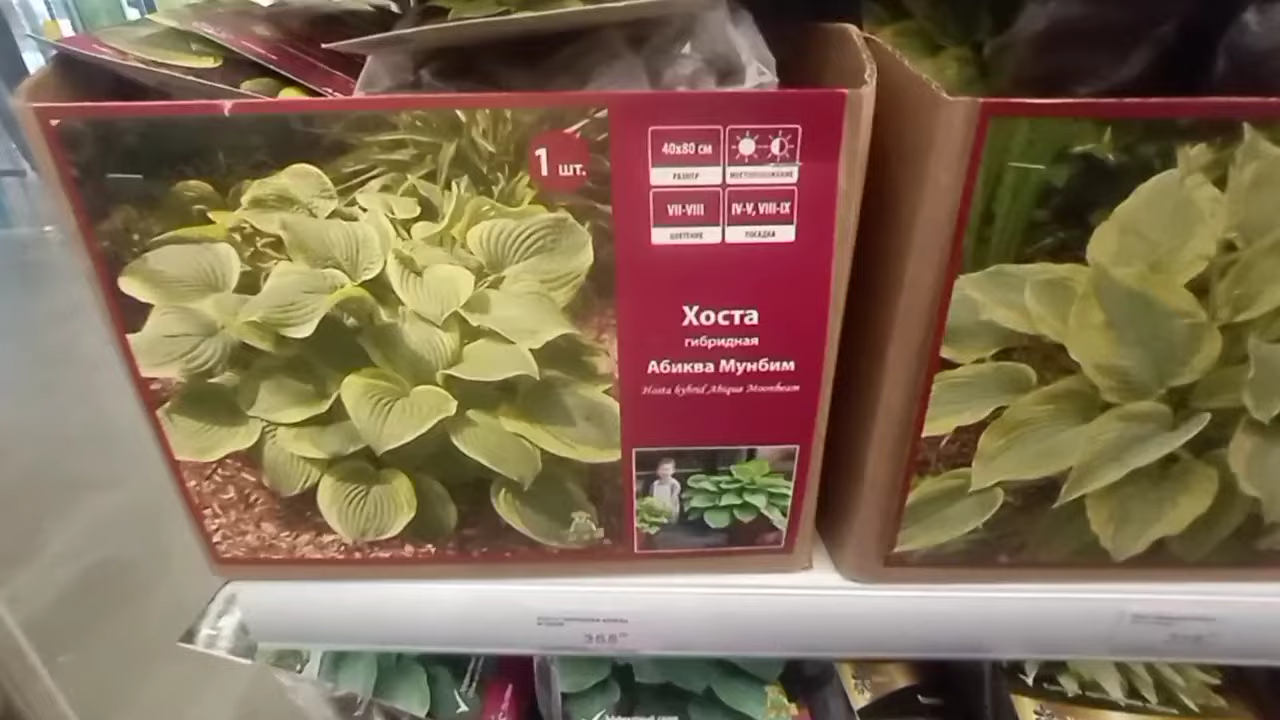 1 шт.
40x80 см
РАЗМЕР
МЕСТОПОЛОЖЕНИЕ
VII-VIII
ЦВЕТЕНИЕ
IV-V, VIII-IX
ПОСАДКА
Хоста
гибридная
Абиква Мунбим
Hosta hybrid Abiqua Moonbeam